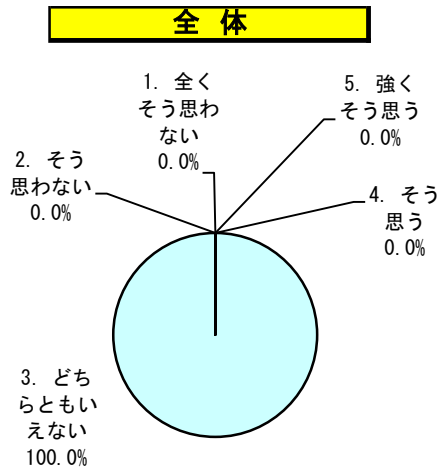 全 体
1. 全く
そう思わ
ない
0.0%
5. 強く
そう思う
0.0%
2. そう
思わない
0.0%
4. そう
思う
0.0%
3. どち
らともい
えない
100.0%